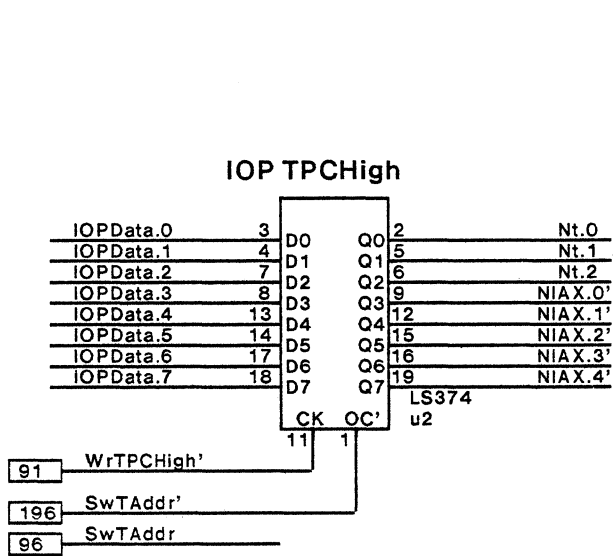 IOP TPCHigh
IOPData.0 3 D0 Q0 2 Nt.0
IOPData.1 4 D1 Q1 5 Nt.1
IOPData.2 7 D2 Q2 6 Nt.2
IOPData.3 8 D3 Q3 9 NIAX.0'
IOPData.4 13 D4 Q4 12 NIAX.1'
IOPData.5 14 D5 Q5 15 NIAX.2'
IOPData.6 17 D6 Q6 16 NIAX.3'
IOPData.7 18 D7 Q7 19 NIAX.4'
LS374
CK OC' u2
11 1
91 WrTPCHigh'
196 SwTAddr'
96 SwTAddr